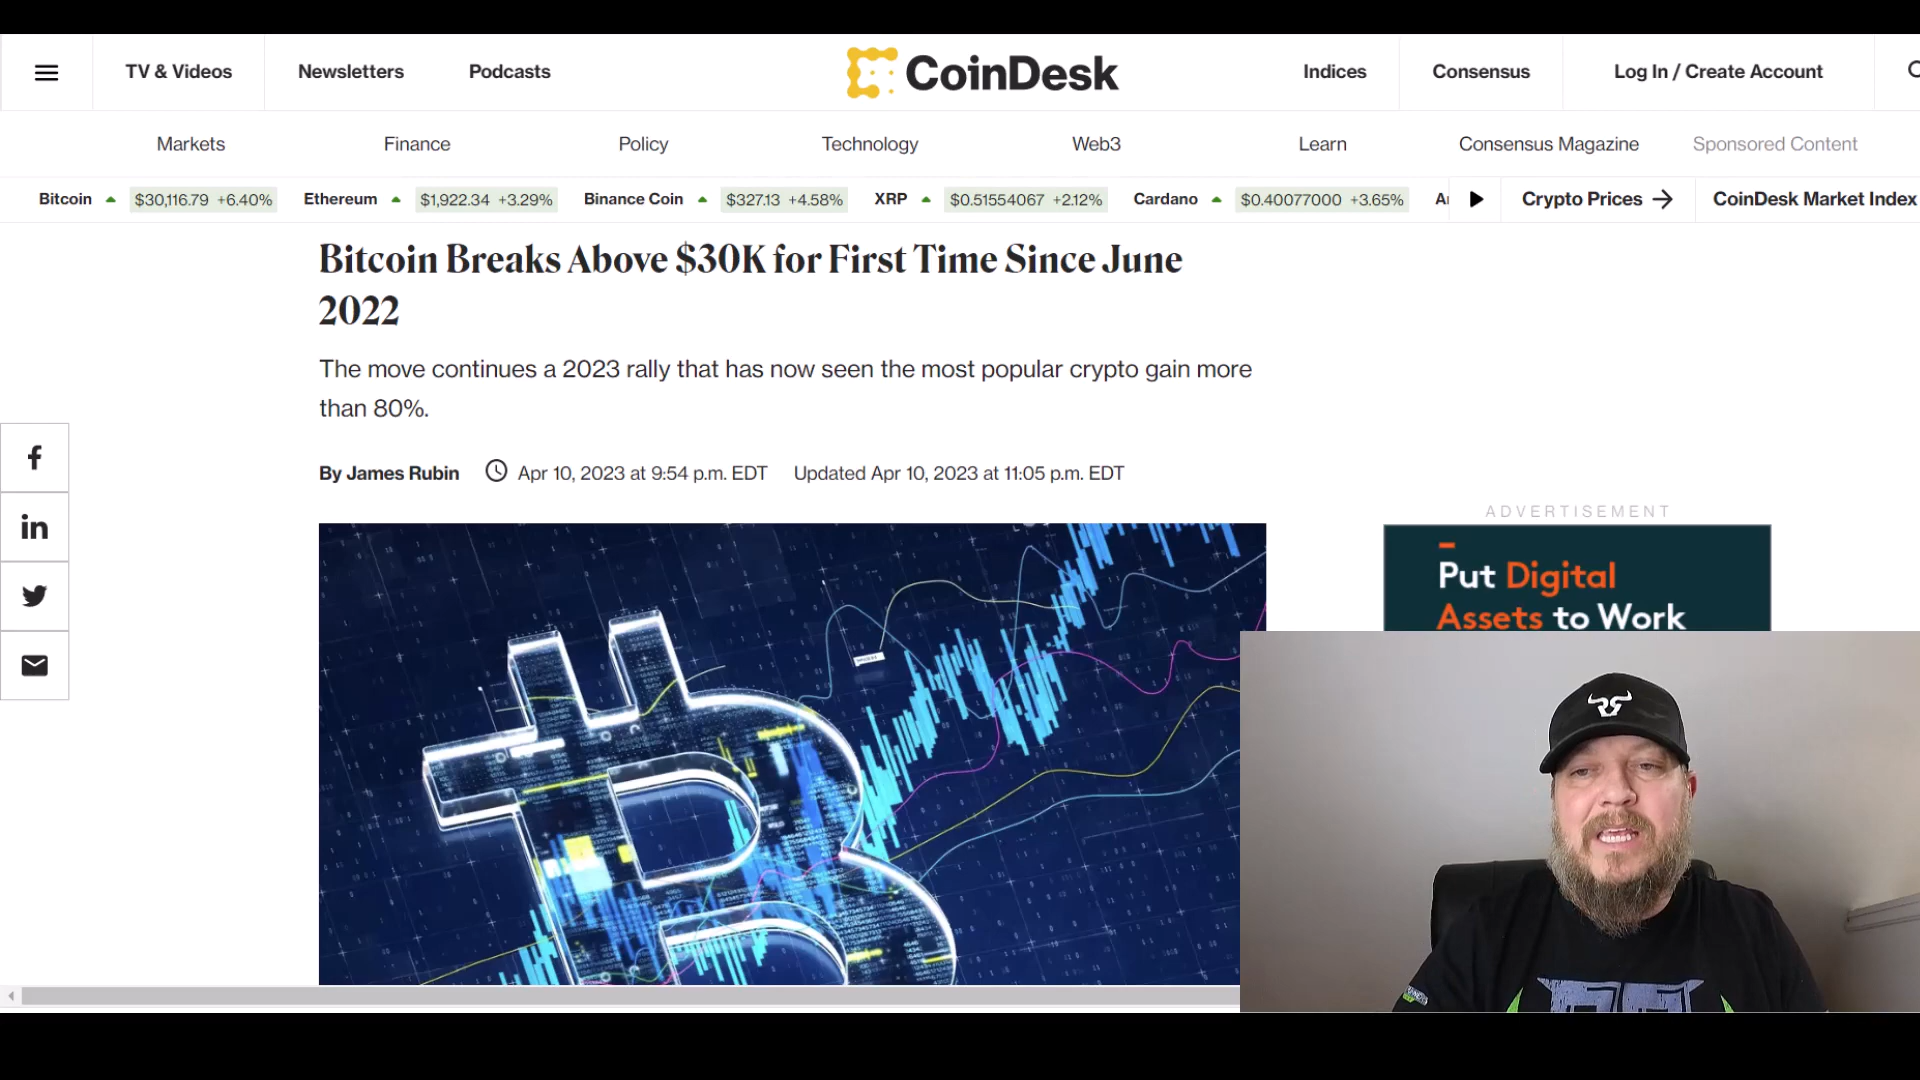 TV & Videos
Newsletters
Podcasts
CoinDesk
Indices
Consensus
Log In / Create Account
Markets
Finance
Policy
Technology
Web3
Learn
Consensus Magazine
Sponsored Content
Bitcoin $30,116.79 +6.40%
Ethereum $1,922.34 +3.29%
Binance Coin $327.13 +4.58%
XRP $0.51554067 +2.12%
Cardano $0.40077000 +3.65%
Crypto Prices
CoinDesk Market Index
Bitcoin Breaks Above $30K for First Time Since June
2022
The move continues a 2023 rally that has now seen the most popular crypto gain more
than 80%.
By James Rubin
Apr 10, 2023 at 9:54 p.m. EDT
Updated Apr 10, 2023 at 11:05 p.m. EDT
ADVERTISEMENT
Put Digital
Assets to Work